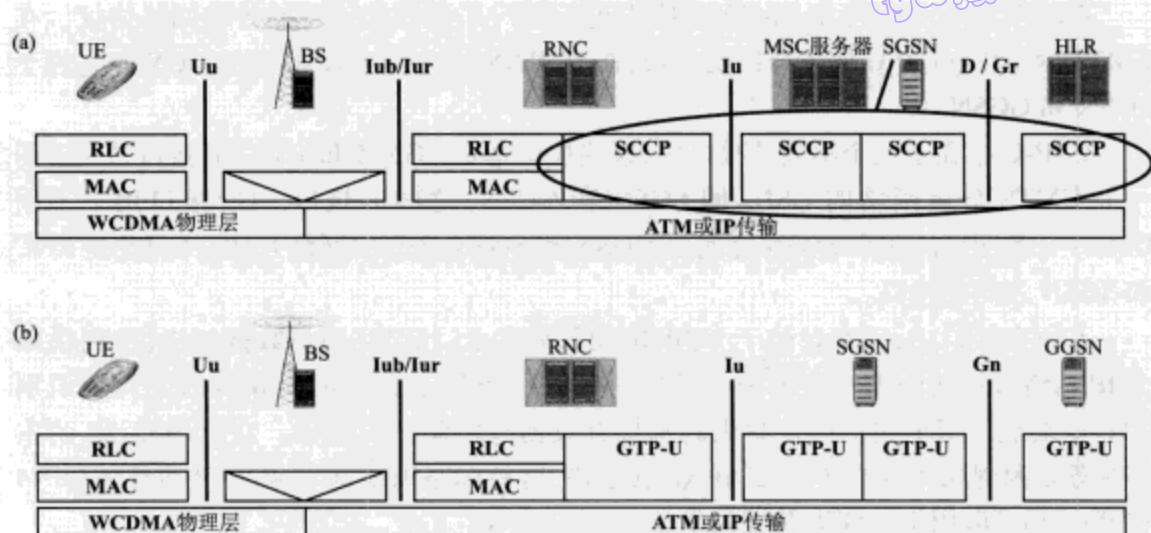 (a)
UE Uu BS Iub/Iur RNC Iu MSC服务器 SGSN D / Gr HLR
RLC RLC SCCP SCCP SCCP SCCP
MAC MAC
WCDMA物理层 ATM或IP传输
(b)
UE Uu BS Iub/Iur RNC Iu SGSN Gn GGSN
RLC RLC GTP-U GTP-U GTP-U GTP-U
MAC MAC
WCDMA物理层 ATM或IP传输